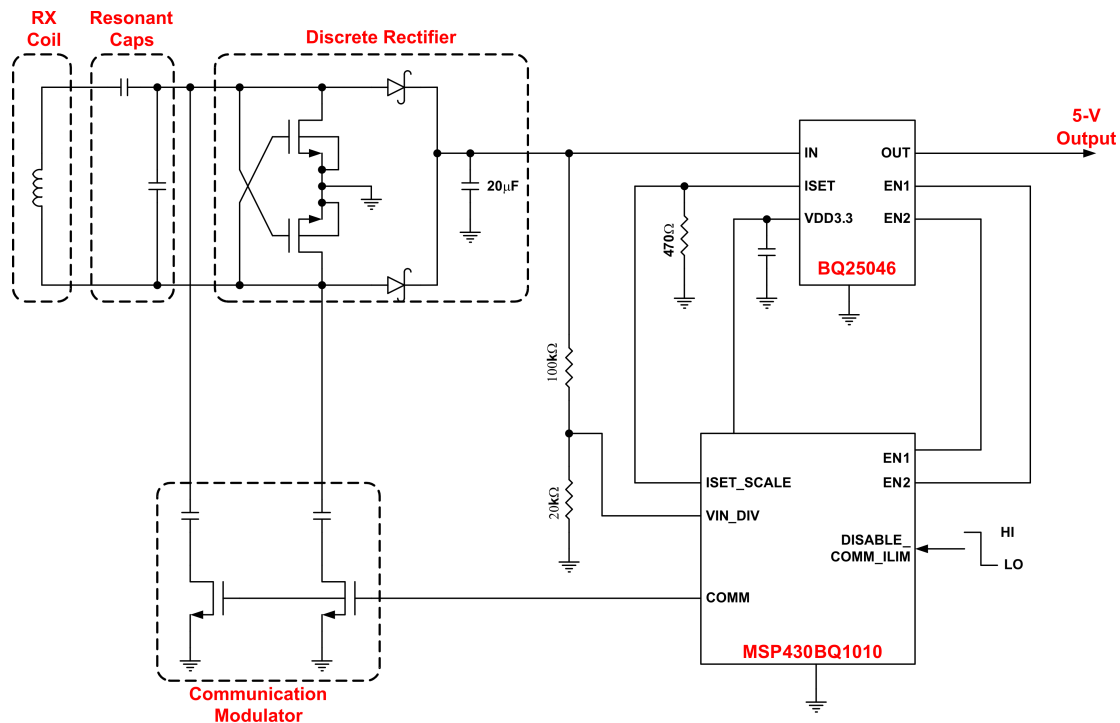 RX
Coil
Resonant
Caps
Discrete Rectifier
5-V
Output
IN
OUT
ISET
EN1
VDD3.3
EN2
BQ25046
20µF
470Ω
100kΩ
20kΩ
EN1
ISET_SCALE
EN2
VIN_DIV
DISABLE_
COMM_ILIM
HI
LO
COMM
MSP430BQ1010
Communication
Modulator